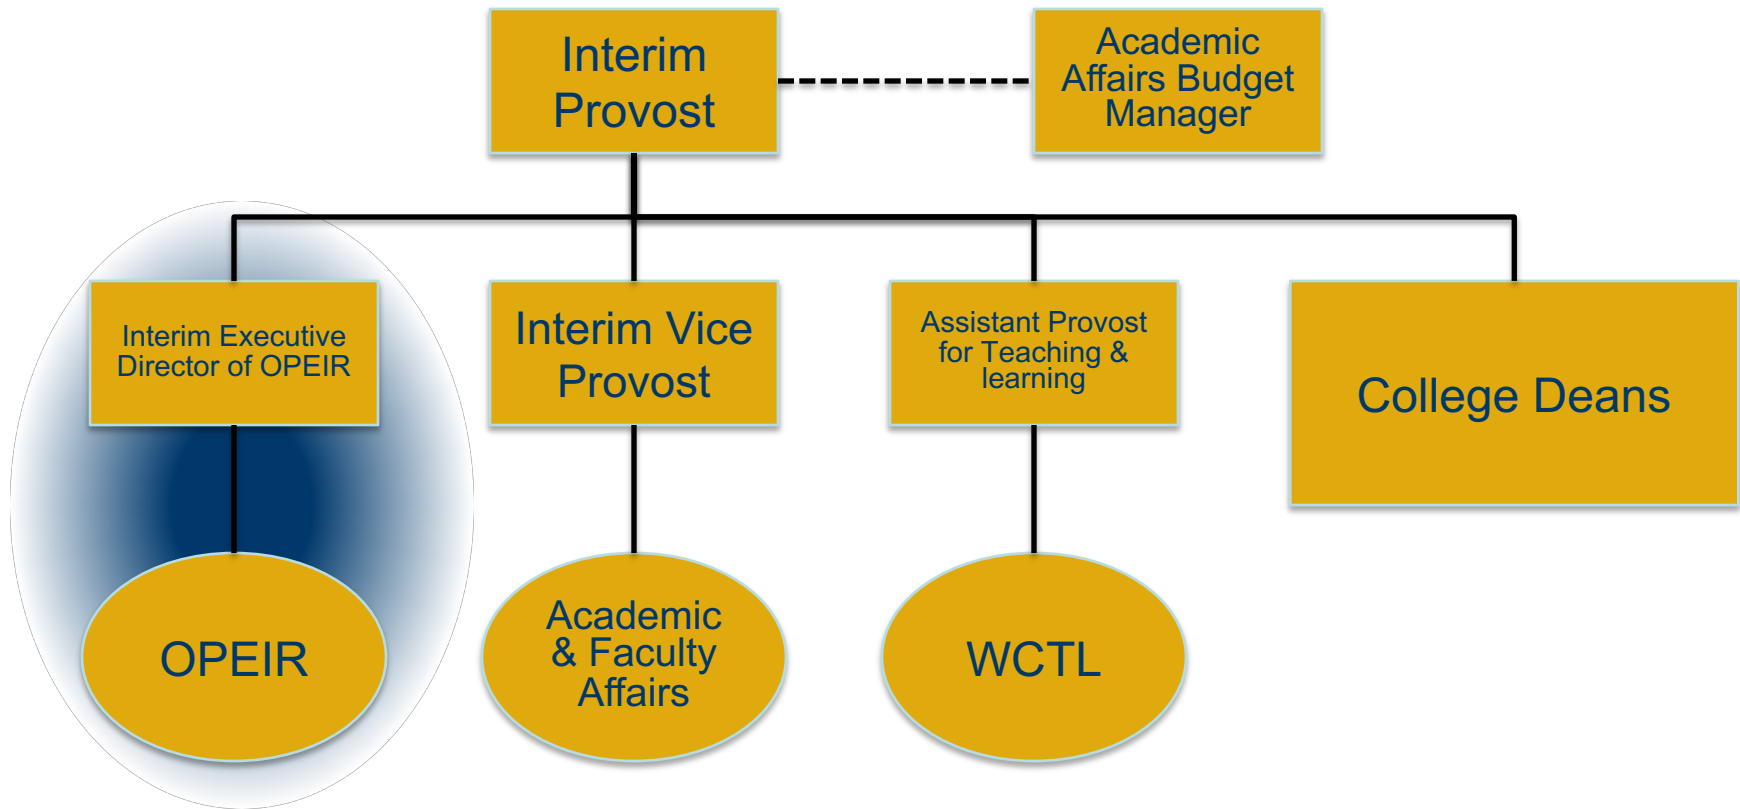 Interim
Provost
Academic
Affairs Budget
Manager
Interim Executive
Director of OPEIR
Interim Vice
Provost
Assistant Provost
for Teaching &
learning
College Deans
OPEIR
Academic
& Faculty
Affairs
WCTL